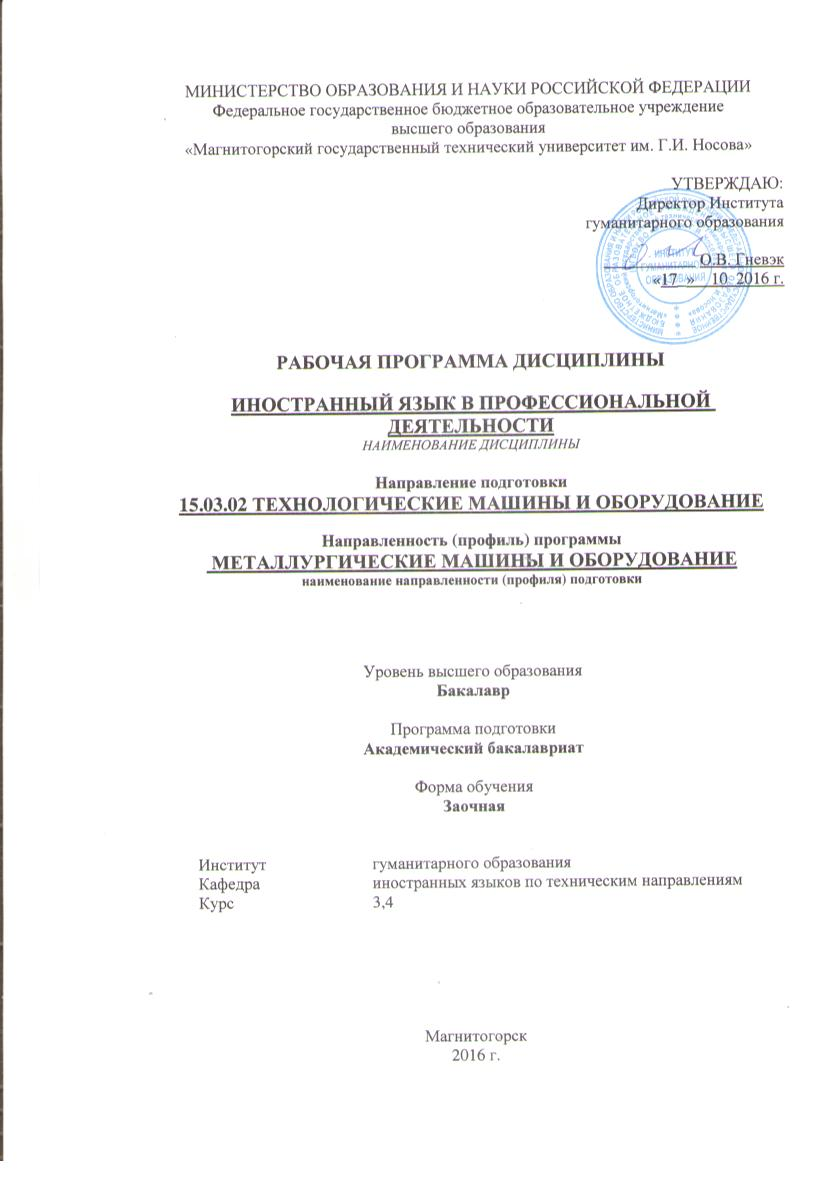 МИНИСТЕРСТВО ОБРАЗОВАНИЯ И НАУКИ РОССИЙСКОЙ ФЕДЕРАЦИИ
Федеральное государственное бюджетное образовательное учреждение
высшего образования
«Магнитогорский государственный технический университет им. Г.И. Носова»
УТВЕРЖДАЮ:
Директор Института
гуманитарного образования
О.В. Гневэк
«17 » 10 2016 г.
ИНСТИТУТ
ГУМАНИТАРНОГО
ОБРАЗОВАНИЯ
РАБОЧАЯ ПРОГРАММА ДИСЦИПЛИНЫ
ИНОСТРАННЫЙ ЯЗЫК В ПРОФЕССИОНАЛЬНОЙ
ДЕЯТЕЛЬНОСТИ
НАИМЕНОВАНИЕ ДИСЦИПЛИНЫ
Направление подготовки
15.03.02 ТЕХНОЛОГИЧЕСКИЕ МАШИНЫ И ОБОРУДОВАНИЕ
Направленность (профиль) программы
МЕТАЛЛУРГИЧЕСКИЕ МАШИНЫ И ОБОРУДОВАНИЕ
наименование направленности (профиля) подготовки
Уровень высшего образования
Бакалавр
Программа подготовки
Академический бакалавриат
Форма обучения
Заочная
Институт гуманитарного образования
Кафедра иностранных языков по техническим направлениям
Курс 3,4
Магнитогорск
2016 г.